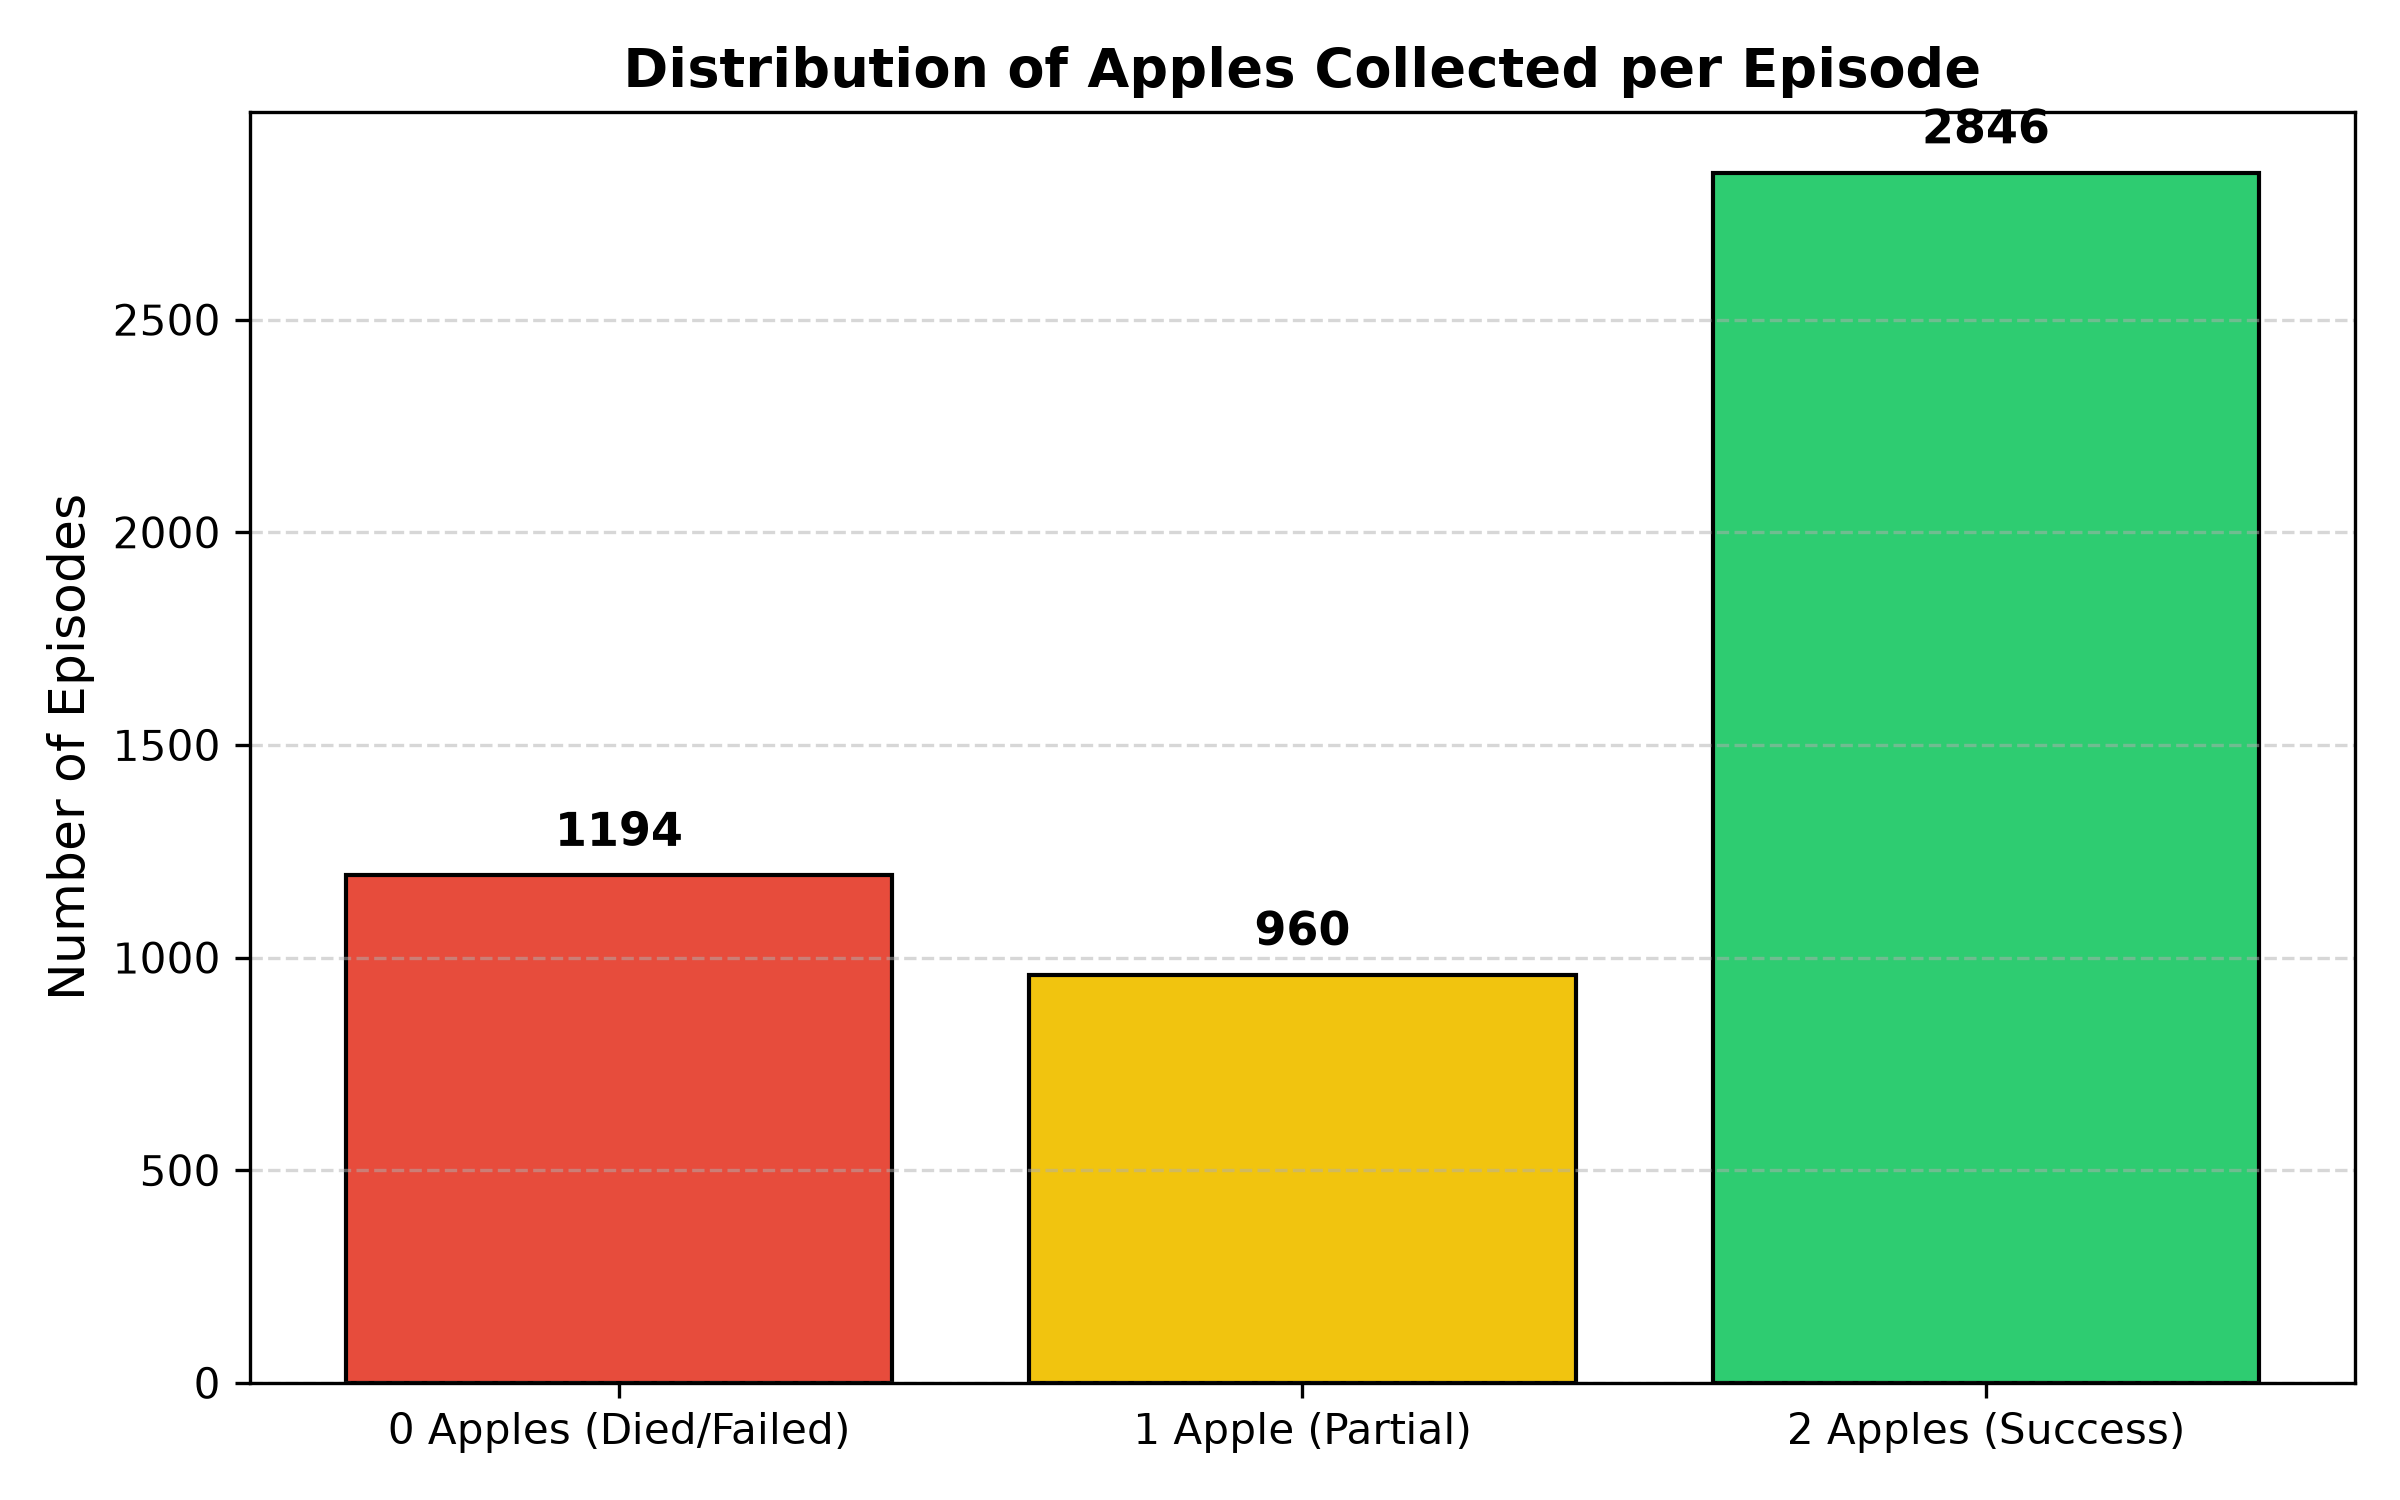 Distribution of Apples Collected per Episode
2846
2500
2000
1500
1194
960
1000
500
0
Number of Episodes
0 Apples (Died/Failed)
1 Apple (Partial)
2 Apples (Success)